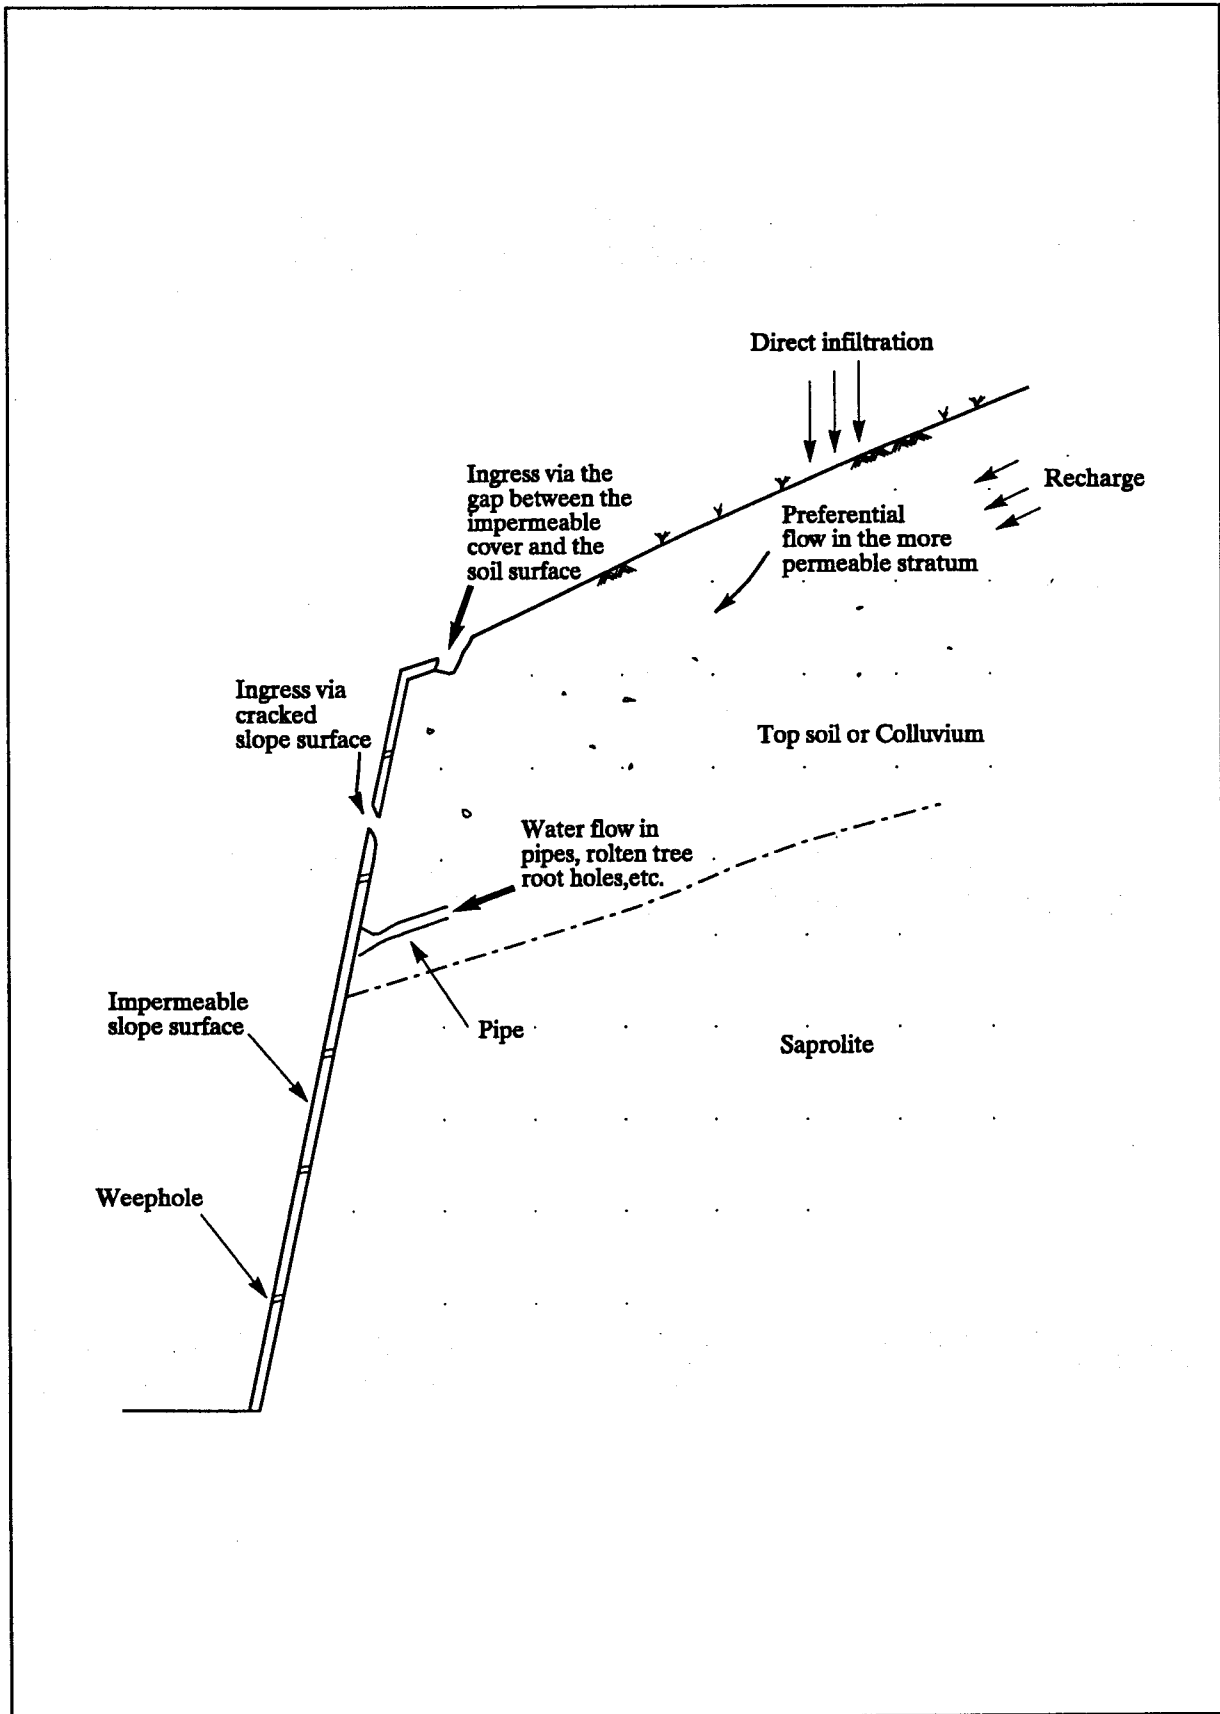 Direct infiltration
Ingress via the
gap between the
impermeable
cover and the
soil surface
Recharge
Preferential
flow in the more
permeable stratum
Ingress via
cracked
slope surface
Top soil or Colluvium
Water flow in
pipes, rolten tree
root holes,etc.
Impermeable
slope surface
Pipe
Saprolite
Weephole